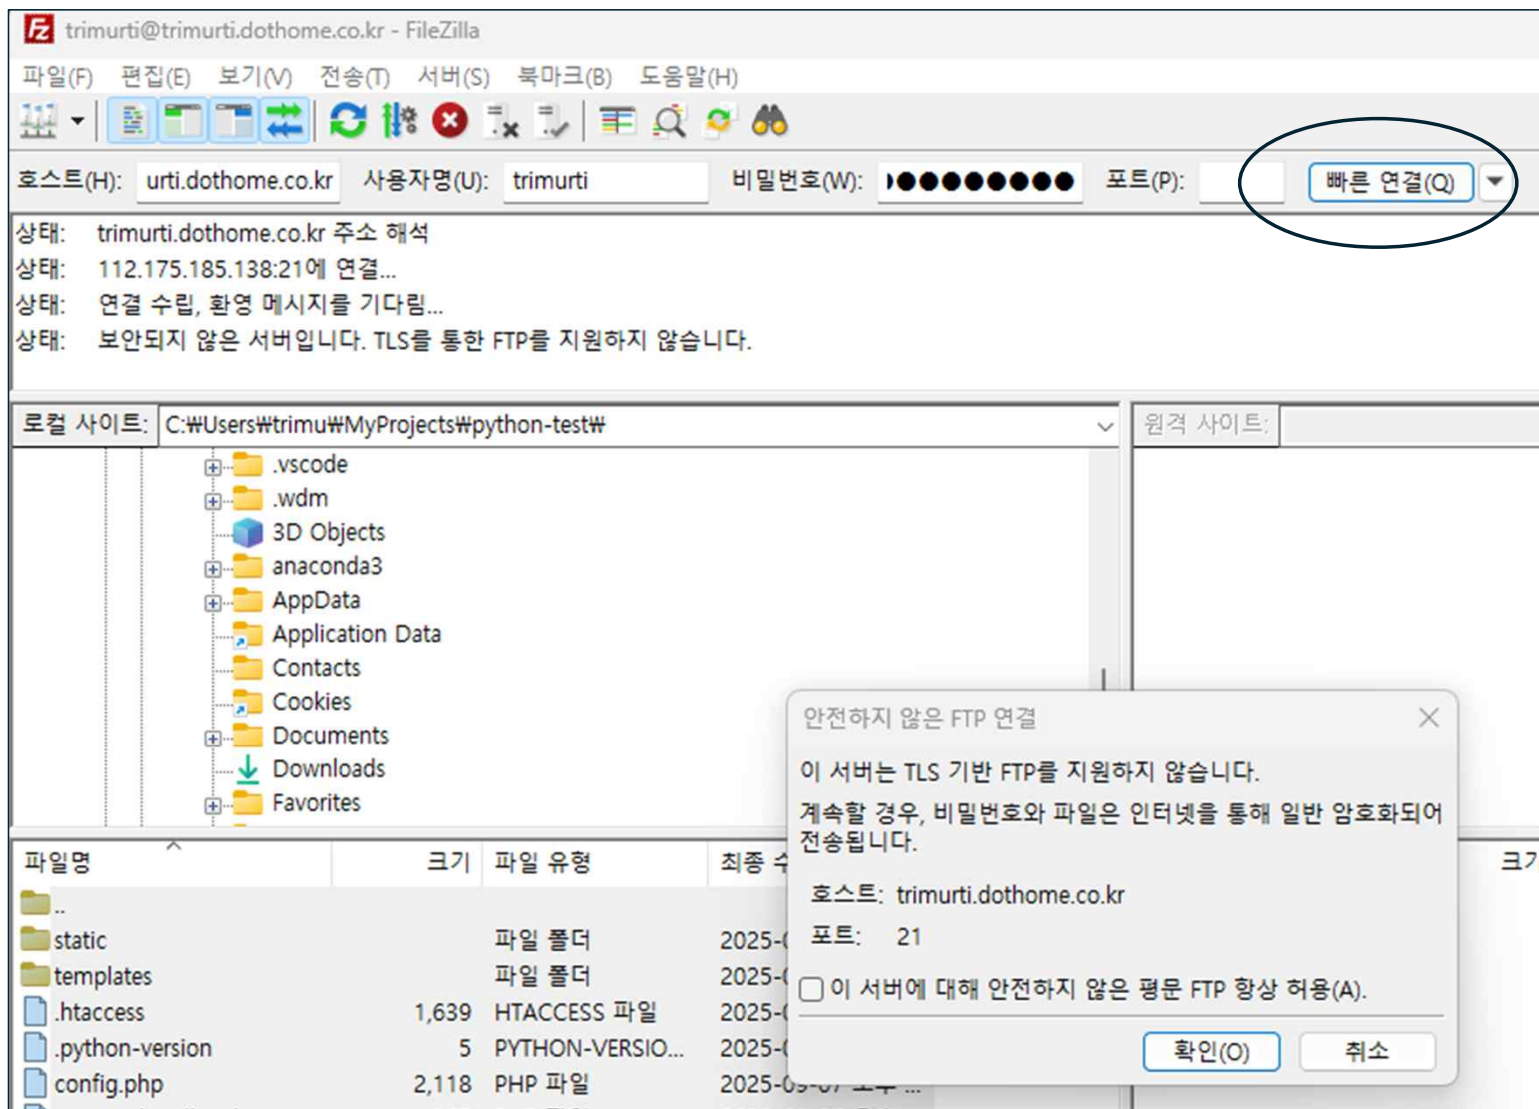 trimurti@trimurti.dothome.co.kr - FileZilla
파일(F) 편집(E) 보기(V) 전송(T) 서버(S) 북마크(B) 도움말(H)
호스트(H): urti.dothome.co.kr 사용자명(U): trimurti 비밀번호(W): ●●●●●●●●● 포트(P): 빠른 연결(Q)
상태: trimurti.dothome.co.kr 주소 해석
상태: 112.175.185.138:21에 연결...
상태: 연결 수립, 환영 메시지를 기다림...
상태: 보안되지 않은 서버입니다. TLS를 통한 FTP를 지원하지 않습니다.
로컬 사이트: C:₩Users₩trimu₩MyProjects₩python-test₩
원격 사이트:
.vscode
.wdm
3D Objects
anaconda3
AppData
Application Data
Contacts
Cookies
Documents
Downloads
Favorites
파일명 크기 파일 유형 최종 수
..
static 파일 폴더 2025-0
templates 파일 폴더 2025-0
.htaccess 1,639 HTACCESS 파일 2025-0
.python-version 5 PYTHON-VERSIO... 2025-0
config.php 2,118 PHP 파일 2025-09-07 오후 ...
안전하지 않은 FTP 연결
이 서버는 TLS 기반 FTP를 지원하지 않습니다.
계속할 경우, 비밀번호와 파일은 인터넷을 통해 일반 암호화되어
전송됩니다.
호스트: trimurti.dothome.co.kr
포트: 21
이 서버에 대해 안전하지 않은 평문 FTP 항상 허용(A).
확인(O) 취소
크기